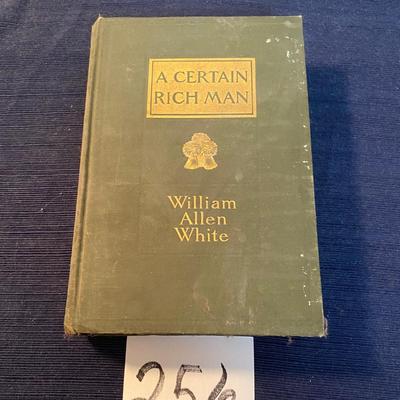 A CERTAIN
RICH MAN
William
Allen
White
256